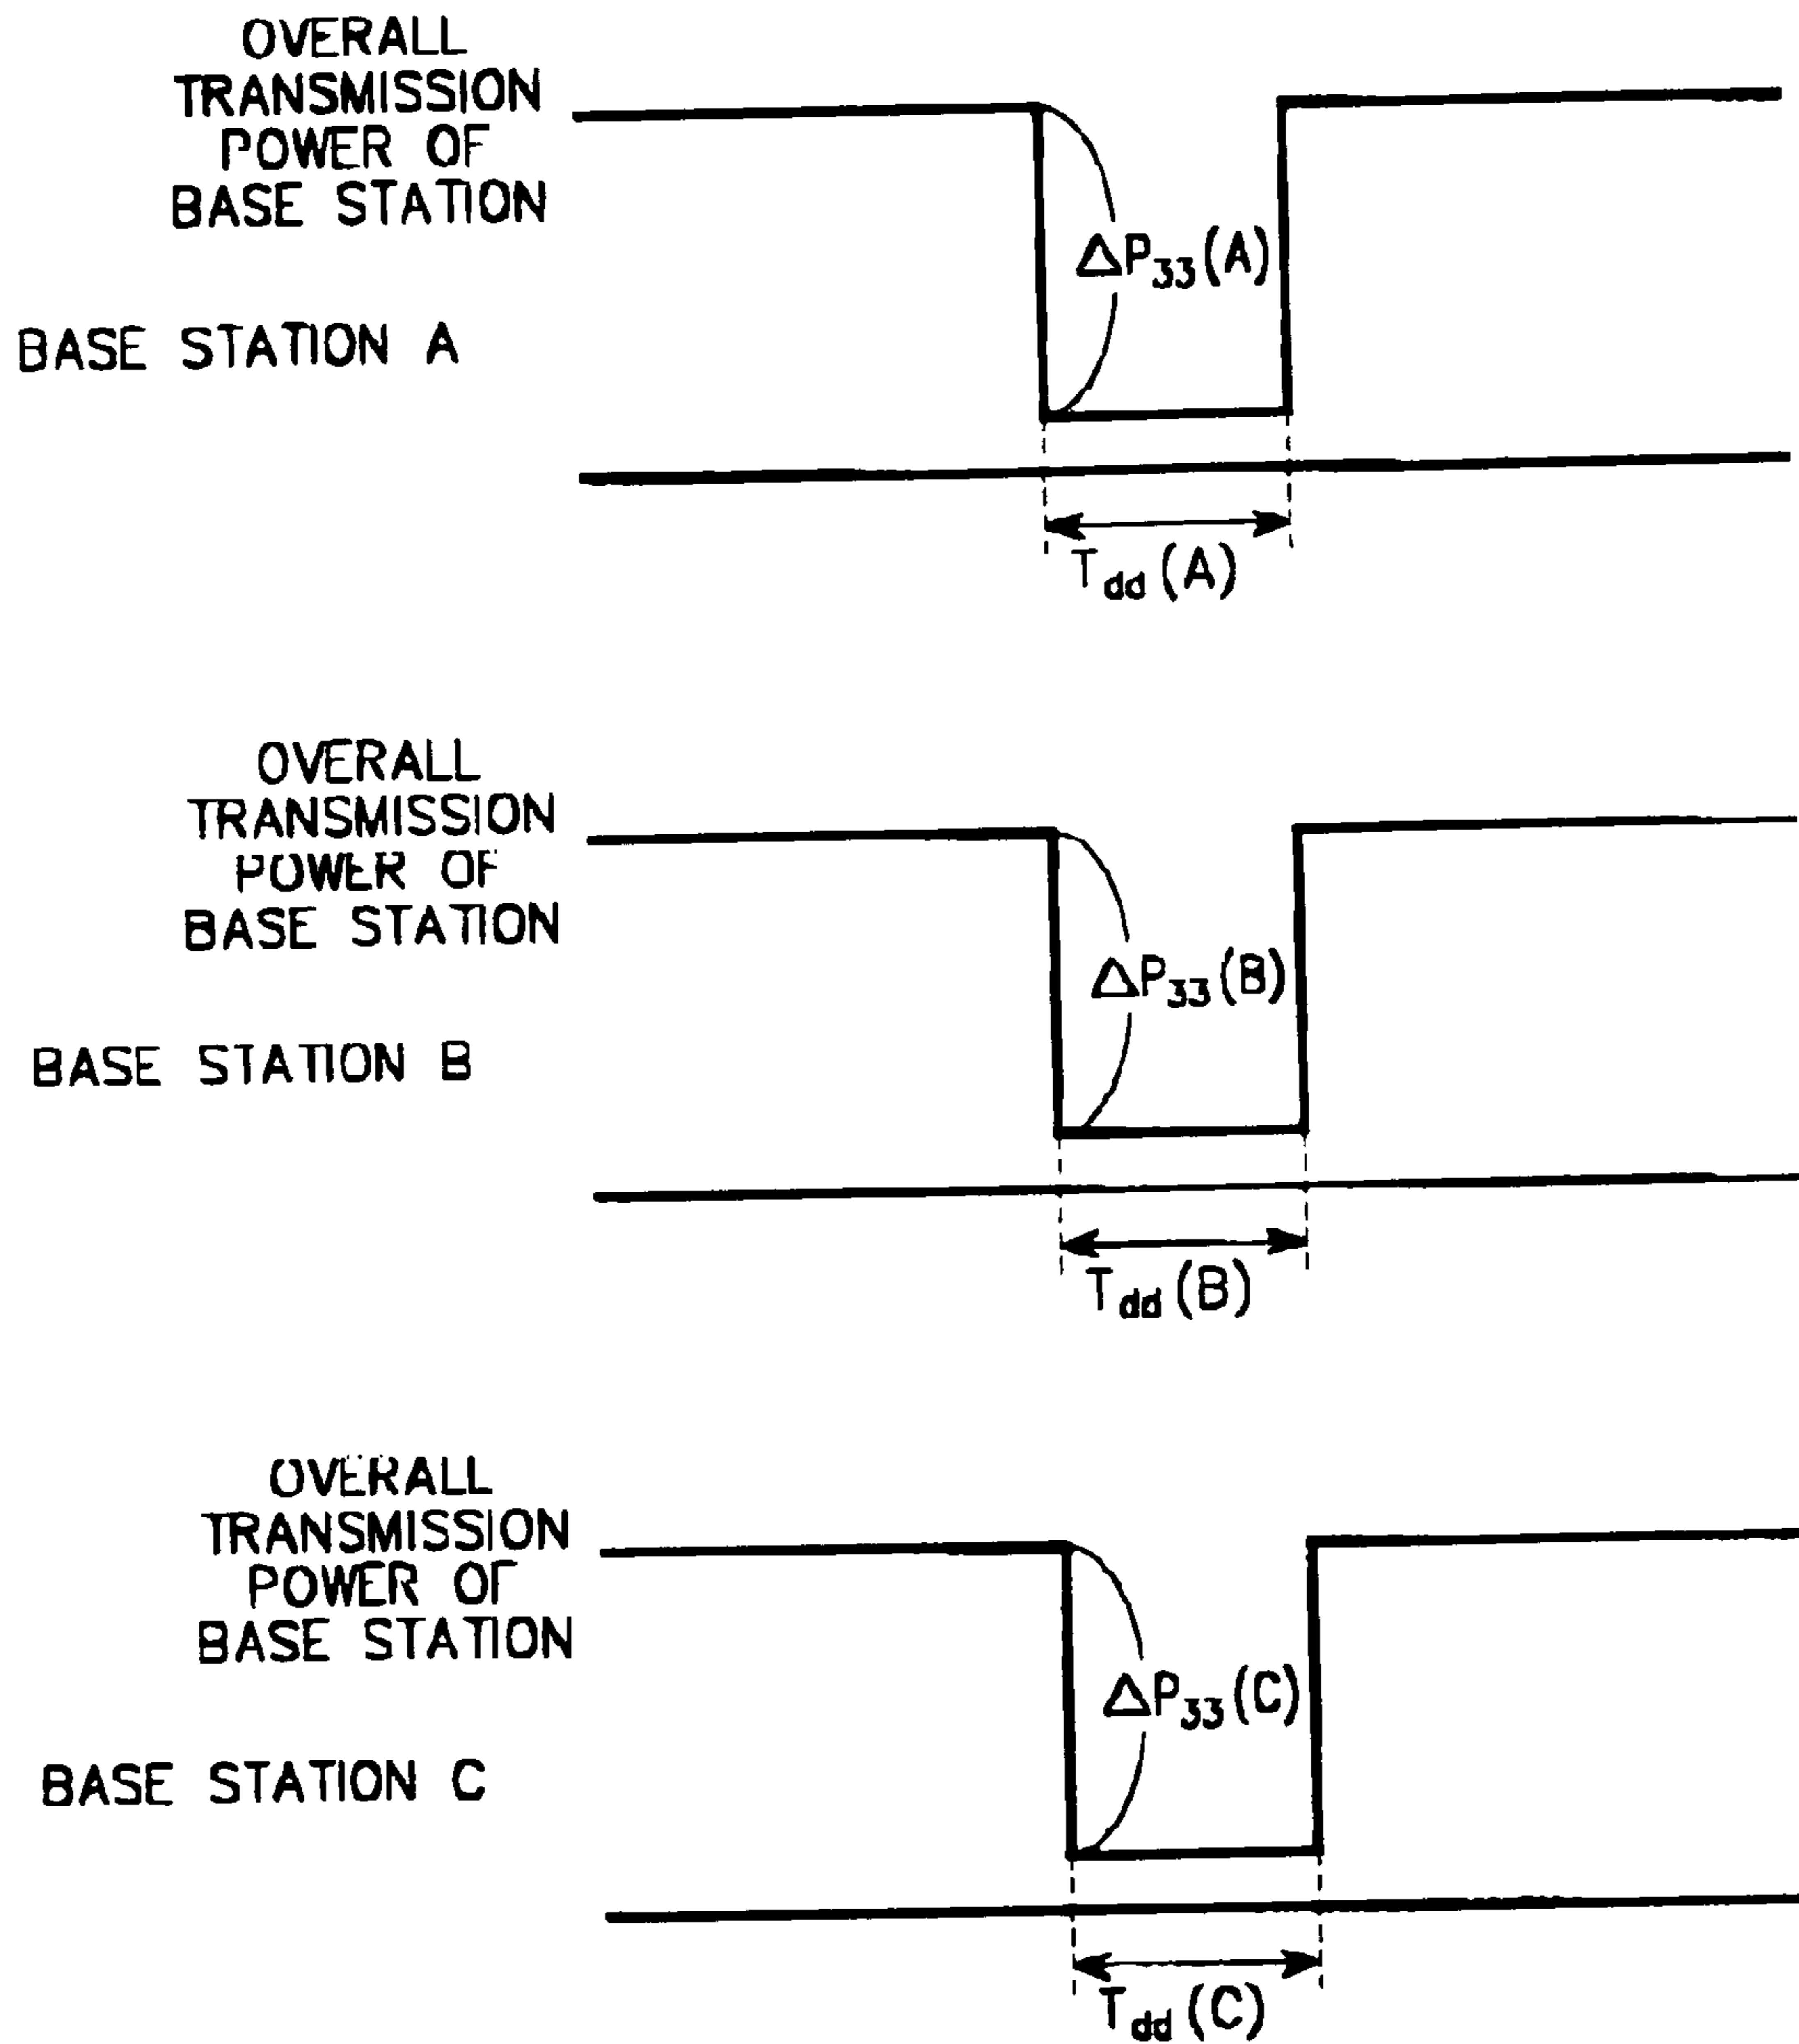 OVERALL
TRANSMISSION
POWER OF
BASE STATION
ΔP33(A)
BASE STATION A
Tdd(A)
OVERALL
TRANSMISSION
POWER OF
BASE STATION
ΔP33(B)
BASE STATION B
Tdd(B)
OVERALL
TRANSMISSION
POWER OF
BASE STATION
ΔP33(C)
BASE STATION C
Tdd(C)